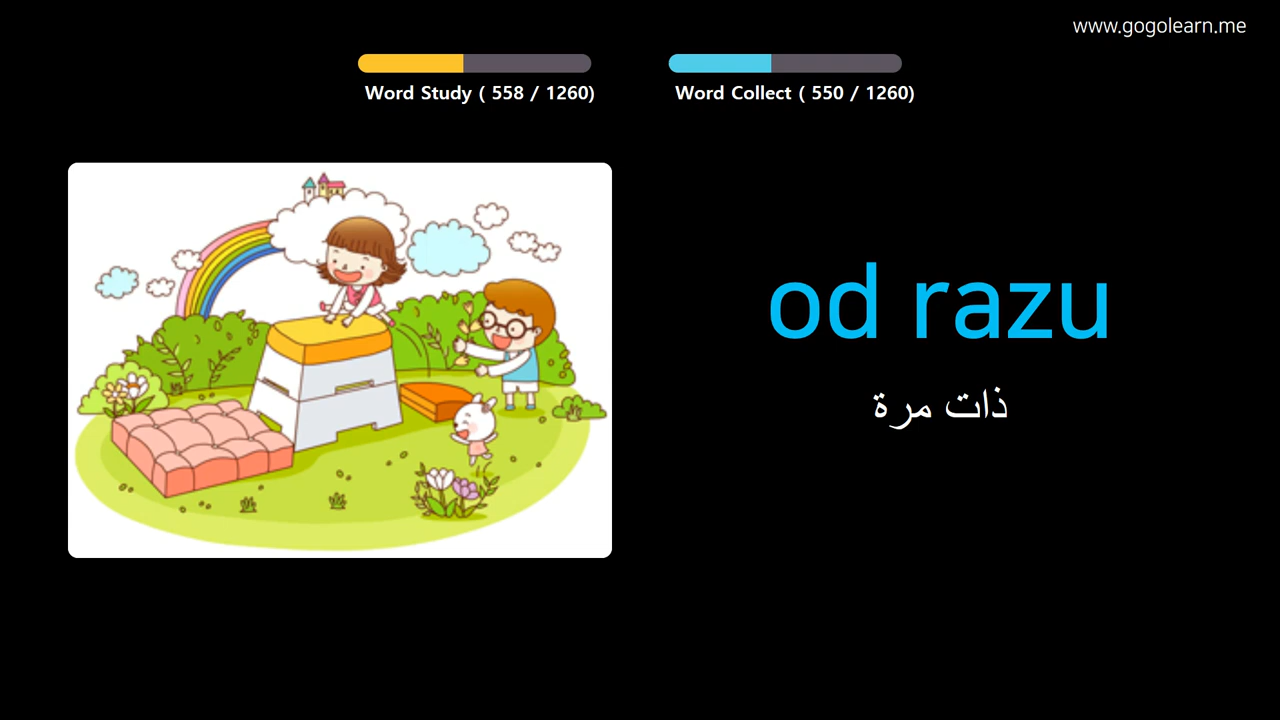 www.gogolearn.me
Word Study ( 558 / 1260)
Word Collect ( 550 / 1260)
od razu
ذات مرة